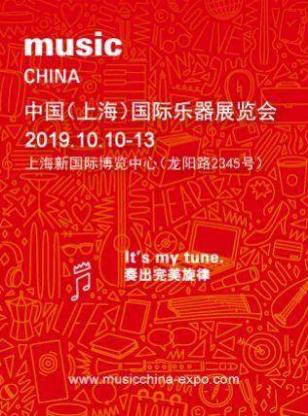 music
CHINA
中国(上海)国际乐器展览会
2019.10.10-13
上海新国际博览中心(龙阳路2345号)
It's my tune.
奏出完美旋律
www.musicchina-expo.com